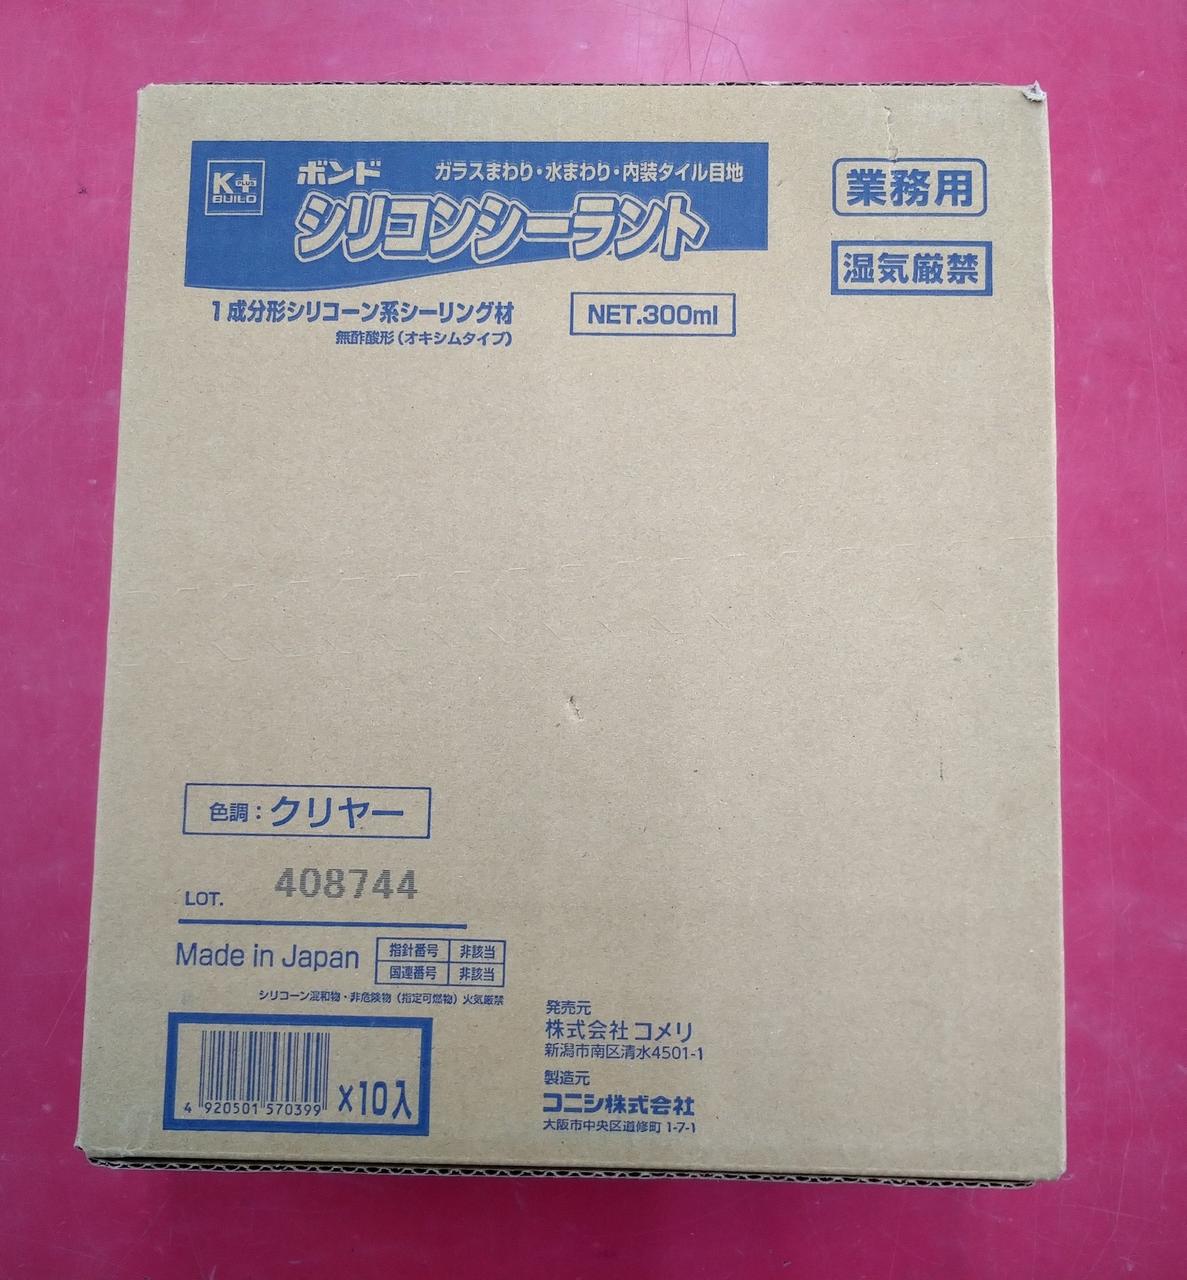 K+
PLUS
BUILD
ボンド
ガラスまわり・水まわり・内装タイル目地
シリコンシーラント
業務用
湿気厳禁
1成分形シリコーン系シーリング材
無酢酸形(オキシムタイプ)
NET.300ml
色調：クリヤー
LOT. 408744
Made in Japan
指針番号 非該当
国連番号 非該当
シリコーン混和物・非危険物(指定可燃物)火気厳禁
4 920501 570399
×10入
発売元
株式会社コメリ
新潟市南区清水4501-1
製造元
コニシ株式会社
大阪市中央区道修町1-7-1